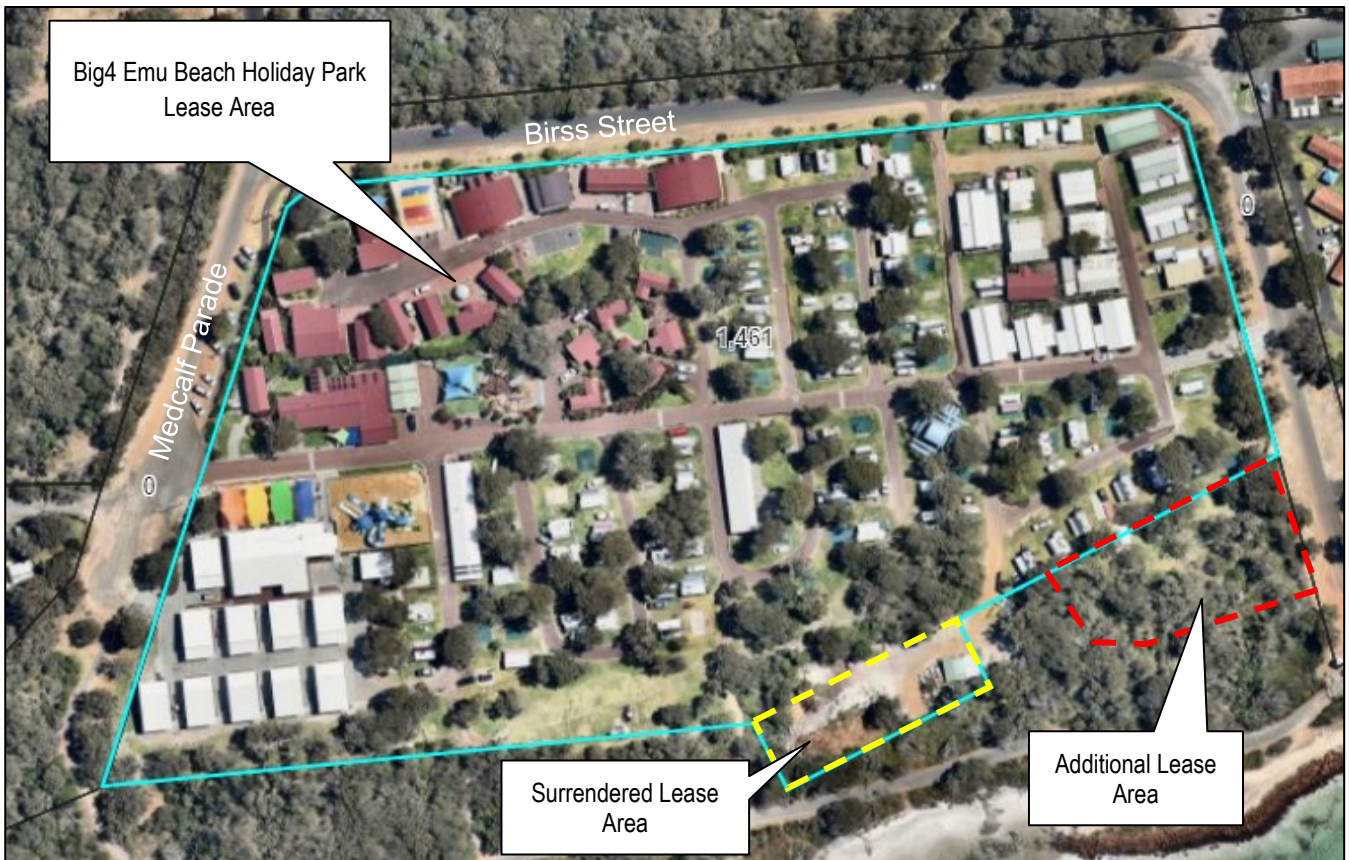 Big4 Emu Beach Holiday Park
Lease Area
Birss Street
Medcalf Parade
0
1,461
0
Surrendered Lease
Area
Additional Lease
Area